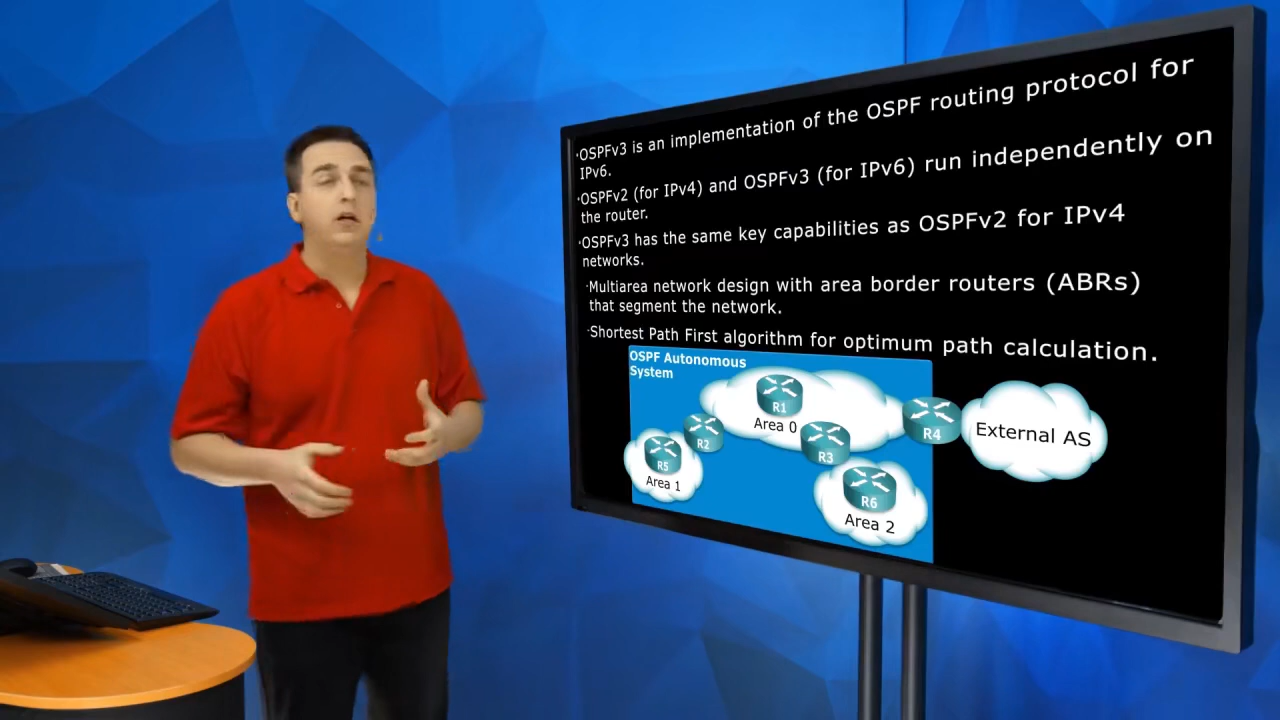 ·OSPFv3 is an implementation of the OSPF routing protocol for
IPv6.
·OSPFv2 (for IPv4) and OSPFv3 (for IPv6) run independently on
the router.
·OSPFv3 has the same key capabilities as OSPFv2 for IPv4
networks.
·Multiarea network design with area border routers (ABRs)
that segment the network.
·Shortest Path First algorithm for optimum path calculation.
OSPF Autonomous
System
R1
Area 0
R2
R3
R4
External AS
R5
Area 1
R6
Area 2